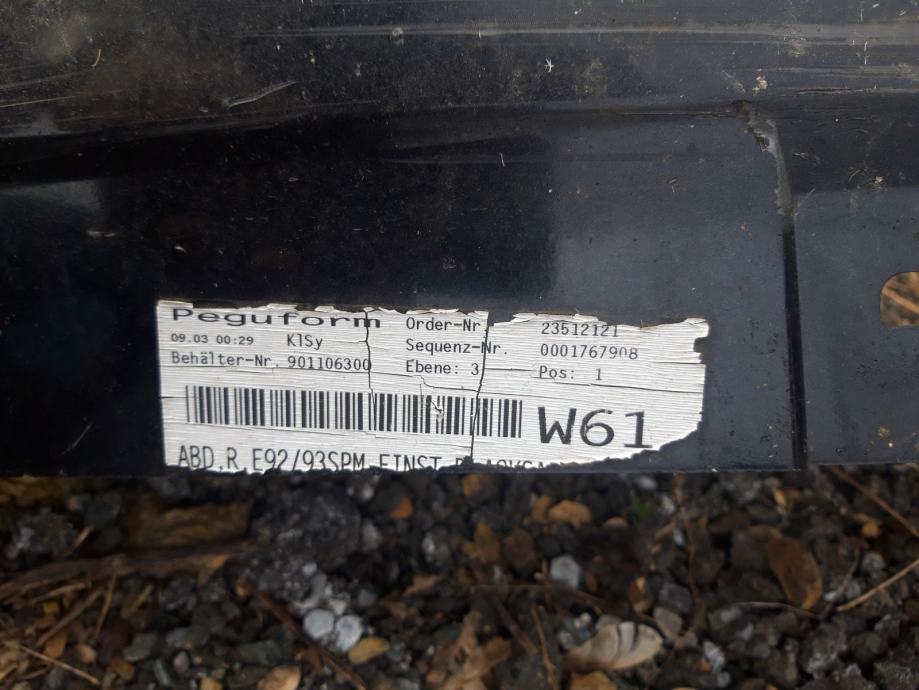 Peguform
09.03 00:29 KlSy
Behälter-Nr. 901106300
Order-Nr. 23512121
Sequenz-Nr. 0001767908
Ebene: 3 Pos: 1
W61
ABD.R E92/93SPM EINST